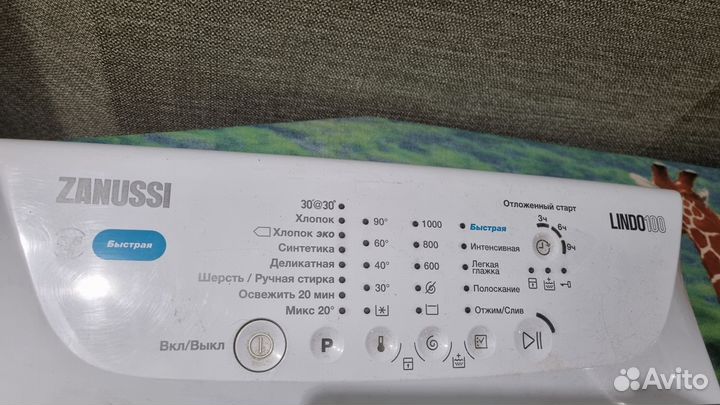 ZANUSSI
Быстрая
30°@30°
Хлопок
Хлопок эко
Синтетика
Деликатная
Шерсть / Ручная стирка
Освежить 20 мин
Микс 20°
90°
60°
40°
30°
1000
800
600
Быстрая
Интенсивная
Легкая
глажка
Полоскание
Отжим/Слив
Отложенный старт
3ч
6ч
9ч
LINDO100
Вкл/Выкл
P
Avito